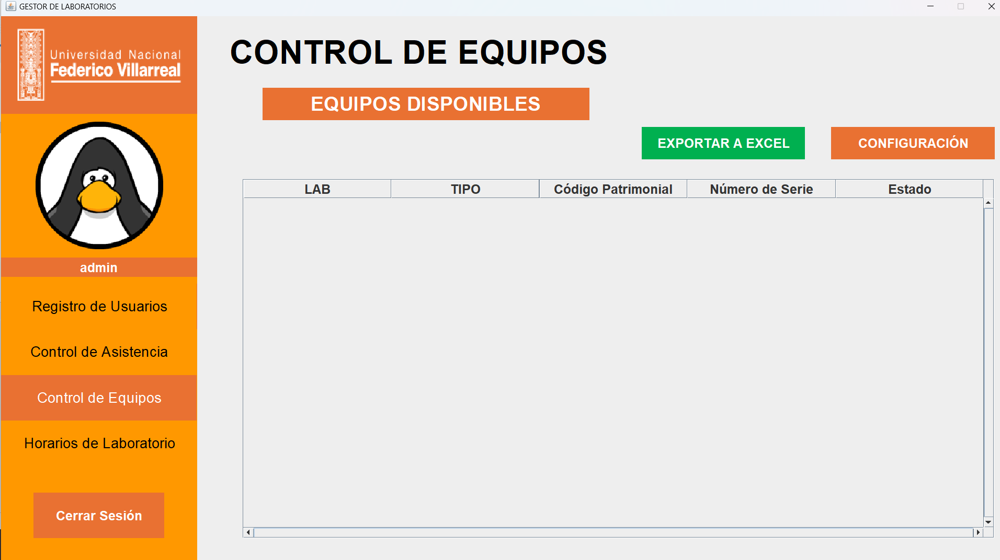 GESTOR DE LABORATORIOS
Universidad Nacional
Federico Villarreal
admin
Registro de Usuarios
Control de Asistencia
Control de Equipos
Horarios de Laboratorio
Cerrar Sesión
CONTROL DE EQUIPOS
EQUIPOS DISPONIBLES
EXPORTAR A EXCEL
CONFIGURACIÓN
LAB TIPO Código Patrimonial Número de Serie Estado